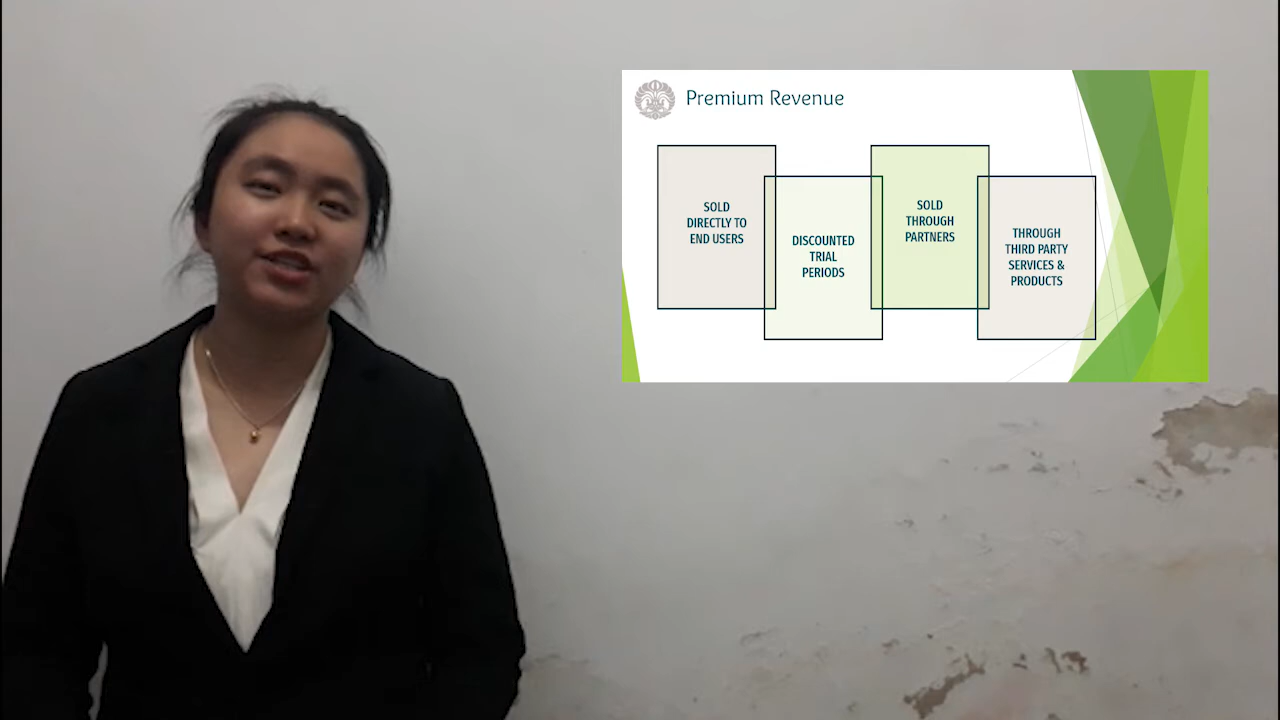 Premium Revenue
SOLD
DIRECTLY TO
END USERS
DISCOUNTED
TRIAL
PERIODS
SOLD
THROUGH
PARTNERS
THROUGH
THIRD PARTY
SERVICES &
PRODUCTS